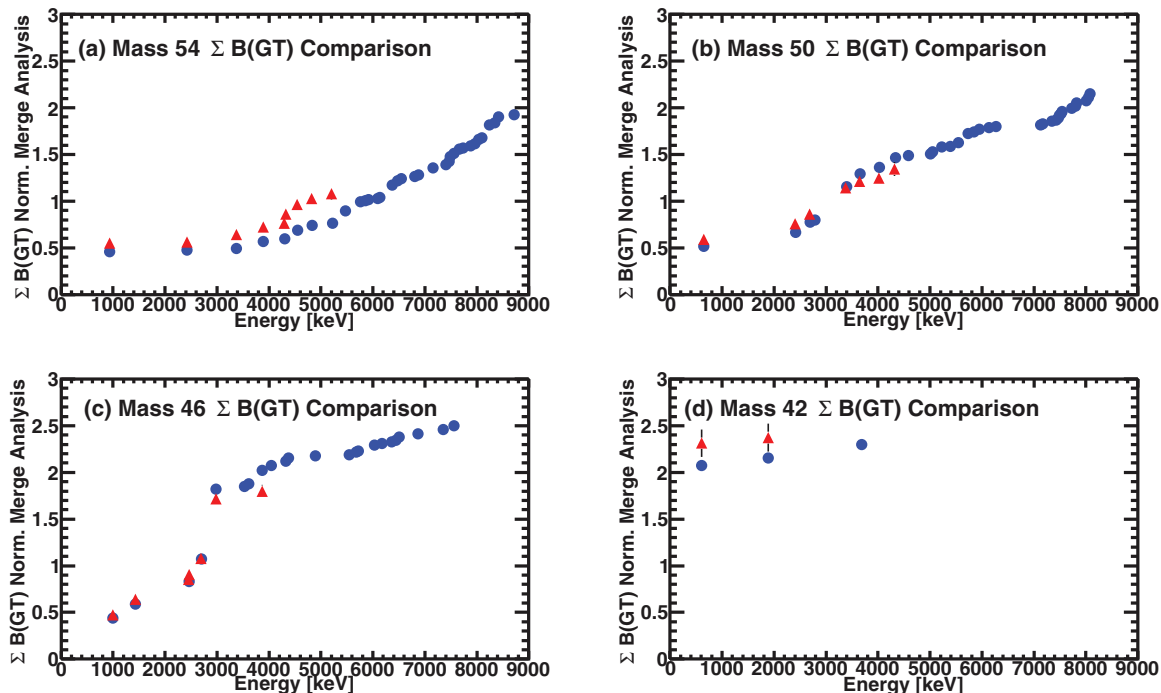 (a) Mass 54 Σ B(GT) Comparison
Σ B(GT) Norm. Merge Analysis
3
2.5
2
1.5
1
0.5
0
0 1000 2000 3000 4000 5000 6000 7000 8000 9000
Energy [keV]
(b) Mass 50 Σ B(GT) Comparison
Σ B(GT) Norm. Merge Analysis
3
2.5
2
1.5
1
0.5
0
0 1000 2000 3000 4000 5000 6000 7000 8000 9000
Energy [keV]
(c) Mass 46 Σ B(GT) Comparison
Σ B(GT) Norm. Merge Analysis
3
2.5
2
1.5
1
0.5
0
0 1000 2000 3000 4000 5000 6000 7000 8000 9000
Energy [keV]
(d) Mass 42 Σ B(GT) Comparison
Σ B(GT) Norm. Merge Analysis
3
2.5
2
1.5
1
0.5
0
0 1000 2000 3000 4000 5000 6000 7000 8000 9000
Energy [keV]